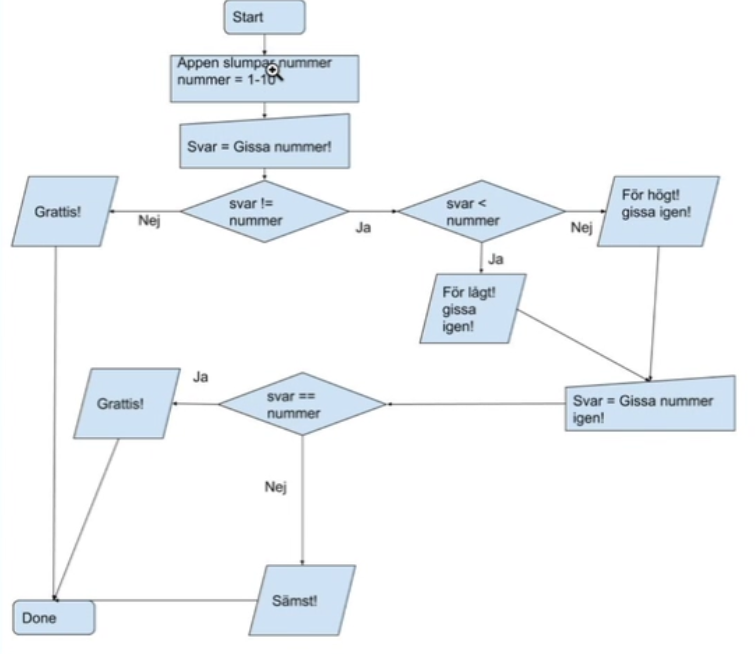 Start
Appen slumpar nummer
nummer = 1-10
Svar = Gissa nummer!
svar !=
nummer
Nej
Ja
Grattis!
svar <
nummer
Nej
Ja
För högt!
gissa igen!
För lågt!
gissa
igen!
Svar = Gissa nummer
igen!
svar ==
nummer
Ja
Nej
Grattis!
Sämst!
Done